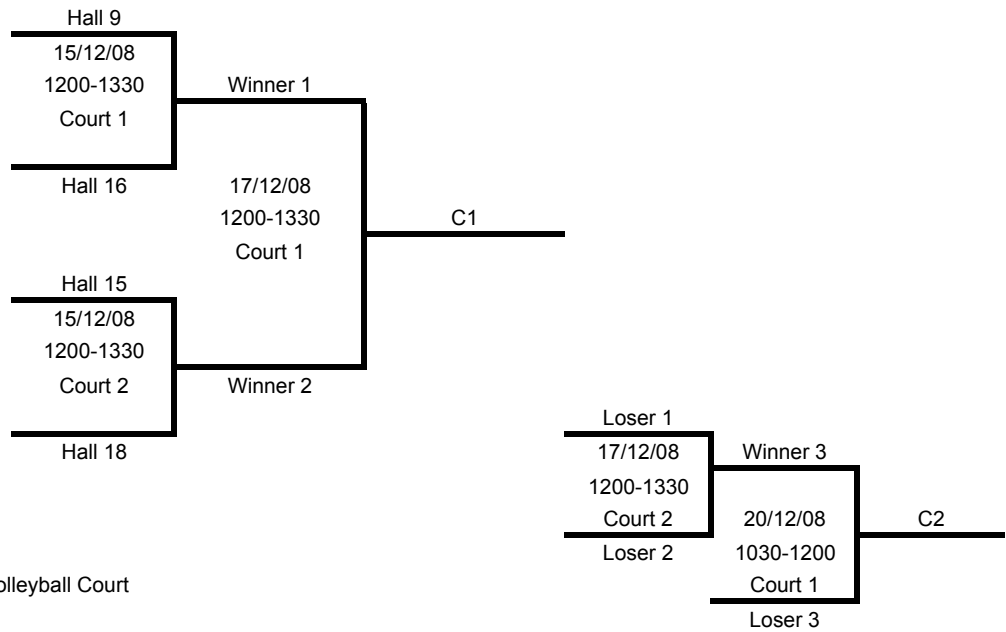 Hall 9
15/12/08
1200-1330
Court 1
Winner 1
Hall 16
17/12/08
1200-1330
Court 1
C1
Hall 15
15/12/08
1200-1330
Court 2
Winner 2
Hall 18
Loser 1
17/12/08
1200-1330
Court 2
Loser 2
Winner 3
20/12/08
1030-1200
Court 1
Loser 3
C2
olleyball Court